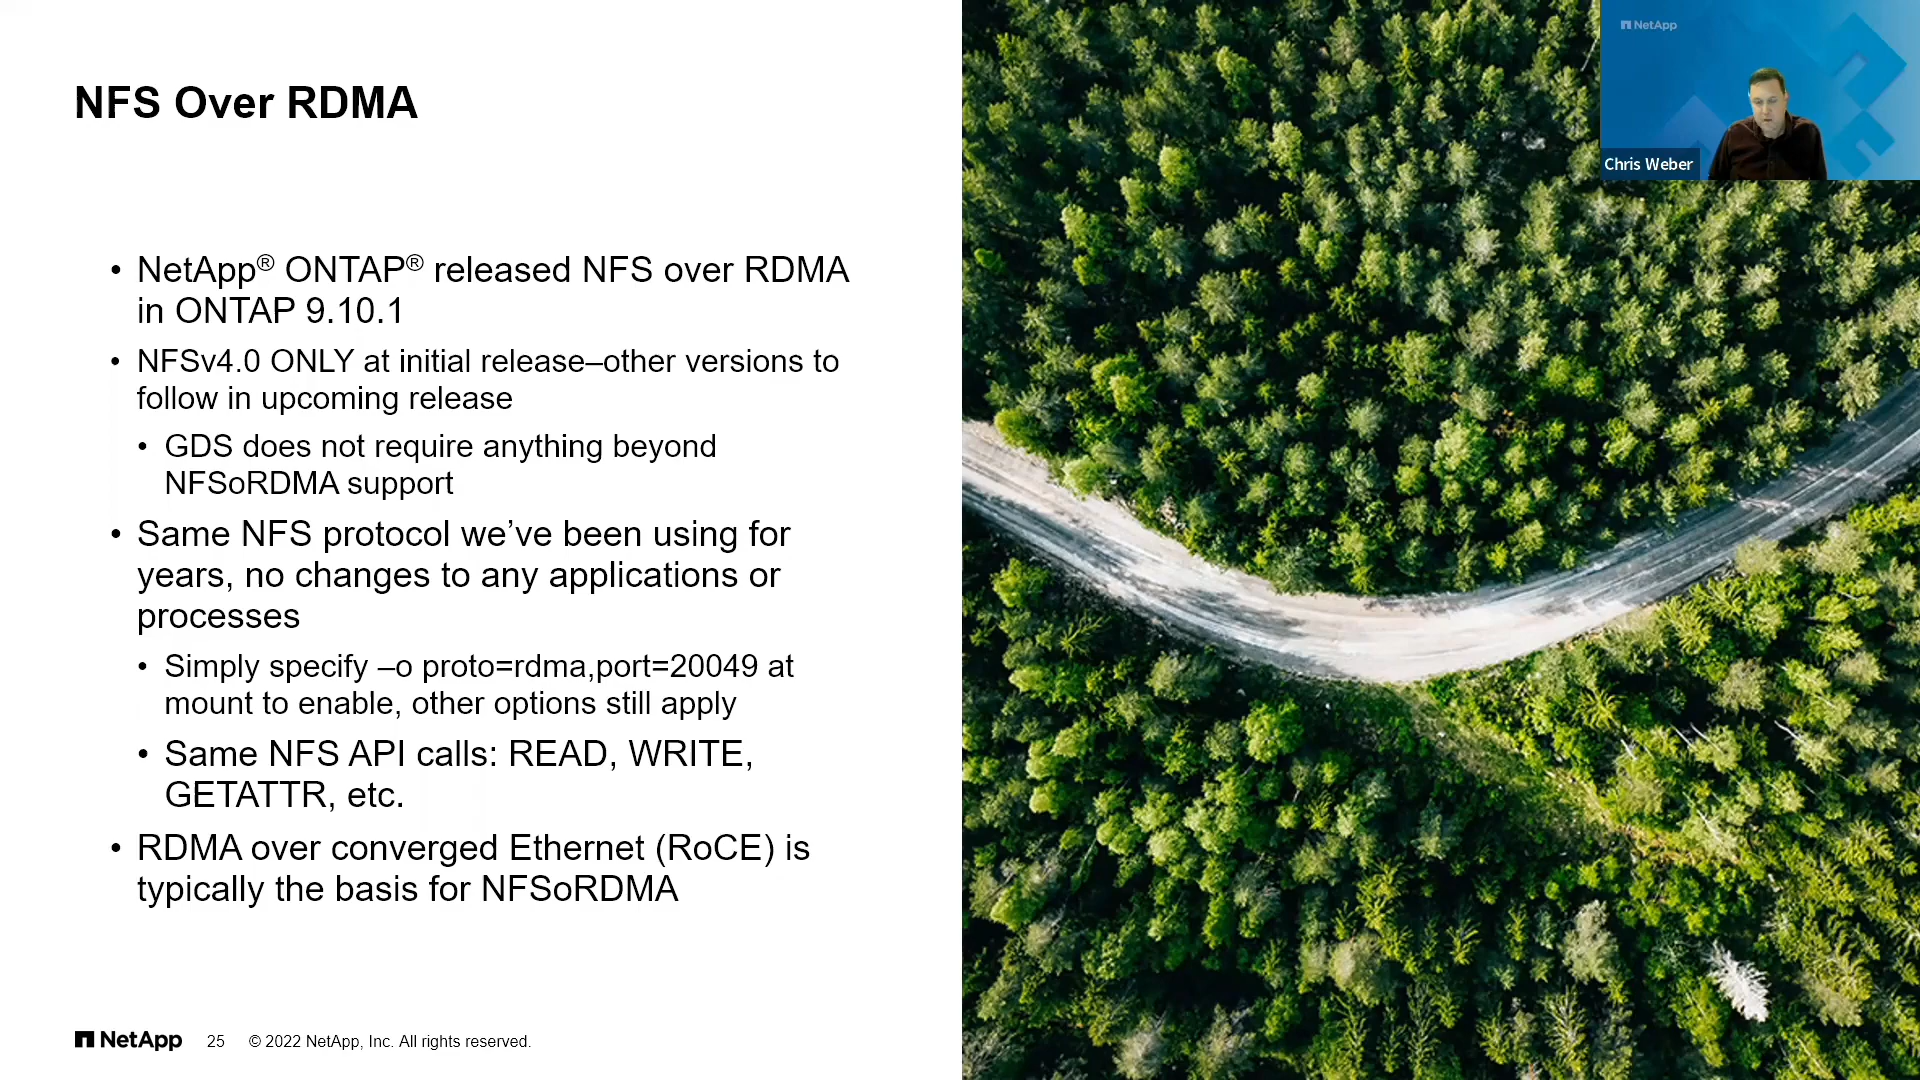 NetApp
Chris Weber
NFS Over RDMA
• NetApp® ONTAP® released NFS over RDMA
in ONTAP 9.10.1
• NFSv4.0 ONLY at initial release–other versions to
follow in upcoming release
• GDS does not require anything beyond
NFSoRDMA support
• Same NFS protocol we’ve been using for
years, no changes to any applications or
processes
• Simply specify –o proto=rdma,port=20049 at
mount to enable, other options still apply
• Same NFS API calls: READ, WRITE,
GETATTR, etc.
• RDMA over converged Ethernet (RoCE) is
typically the basis for NFSoRDMA
NetApp 25 © 2022 NetApp, Inc. All rights reserved.